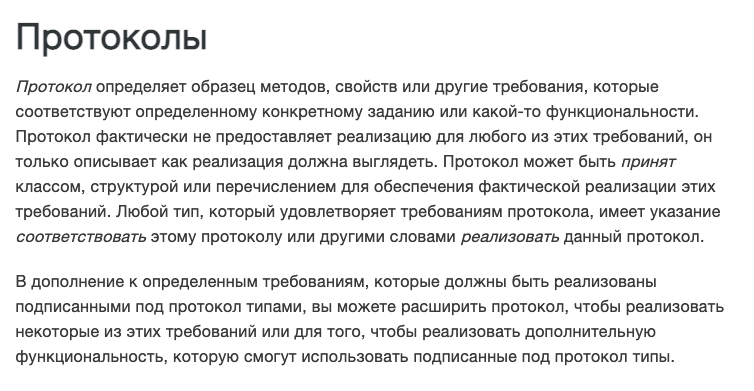 Протоколы
Протокол определяет образец методов, свойств или другие требования, которые
соответствуют определенному конкретному заданию или какой-то функциональности.
Протокол фактически не предоставляет реализацию для любого из этих требований, он
только описывает как реализация должна выглядеть. Протокол может быть принят
классом, структурой или перечислением для обеспечения фактической реализации этих
требований. Любой тип, который удовлетворяет требованиям протокола, имеет указание
соответствовать этому протоколу или другими словами реализовать данный протокол.
В дополнение к определенным требованиям, которые должны быть реализованы
подписанными под протокол типами, вы можете расширить протокол, чтобы реализовать
некоторые из этих требований или для того, чтобы реализовать дополнительную
функциональность, которую смогут использовать подписанные под протокол типы.